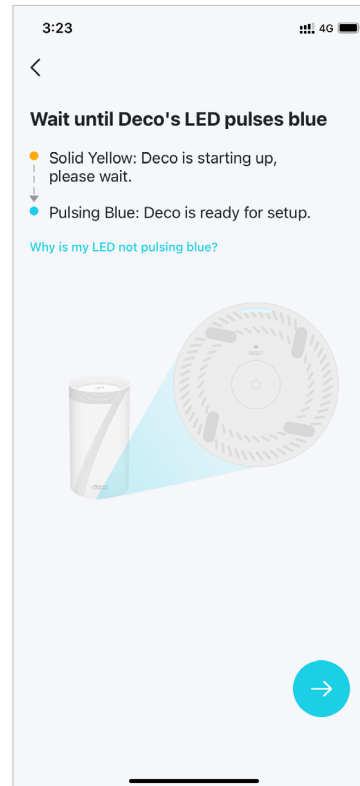 3:23
4G
Wait until Deco's LED pulses blue
Solid Yellow: Deco is starting up,
please wait.
Pulsing Blue: Deco is ready for setup.
Why is my LED not pulsing blue?
RESET
deco